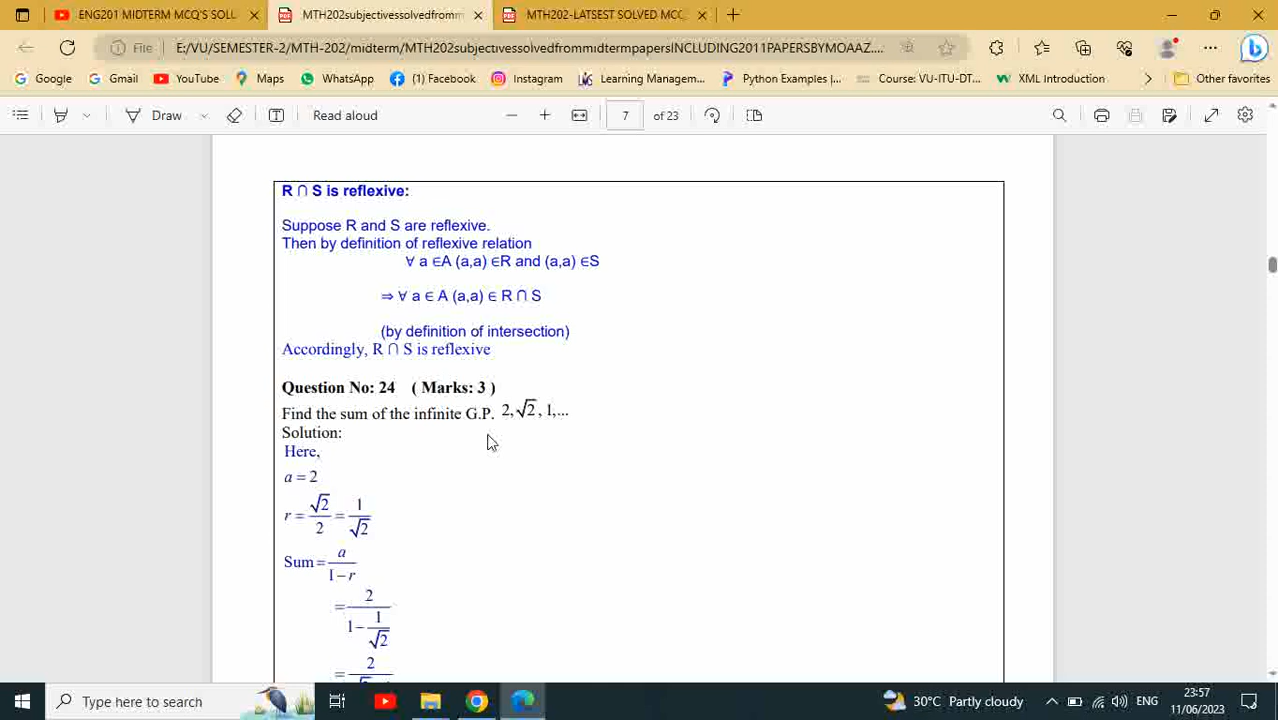 ENG201 MIDTERM MCQ'S SOLU
MTH202subjectivessolvedfrommi
MTH202-LATSEST SOLVED MCQ
File
E:/VU/SEMESTER-2/MTH-202/midterm/MTH202subjectivessolvedfrommidtermpapersINCLUDING2011PAPERSBYMOAAZ....
Google
Gmail
YouTube
Maps
WhatsApp
(1) Facebook
Instagram
Learning Managem...
Python Examples |...
Course: VU-ITU-DT...
XML Introduction
Other favorites
Draw
Read aloud
7 of 23
R ∩ S is reflexive:
Suppose R and S are reflexive.
Then by definition of reflexive relation
∀ a ∈A (a,a) ∈R and (a,a) ∈S
⇒ ∀ a ∈ A (a,a) ∈ R ∩ S
(by definition of intersection)
Accordingly, R ∩ S is reflexive
Question No: 24 ( Marks: 3 )
Find the sum of the infinite G.P. 2,√2, 1,...
Solution:
Here,
a = 2
r = √2/2 = 1/√2
Sum = a/(1−r)
= 2/(1−1/√2)
= 2
Type here to search
30°C Partly cloudy
ENG
23:57
11/06/2023